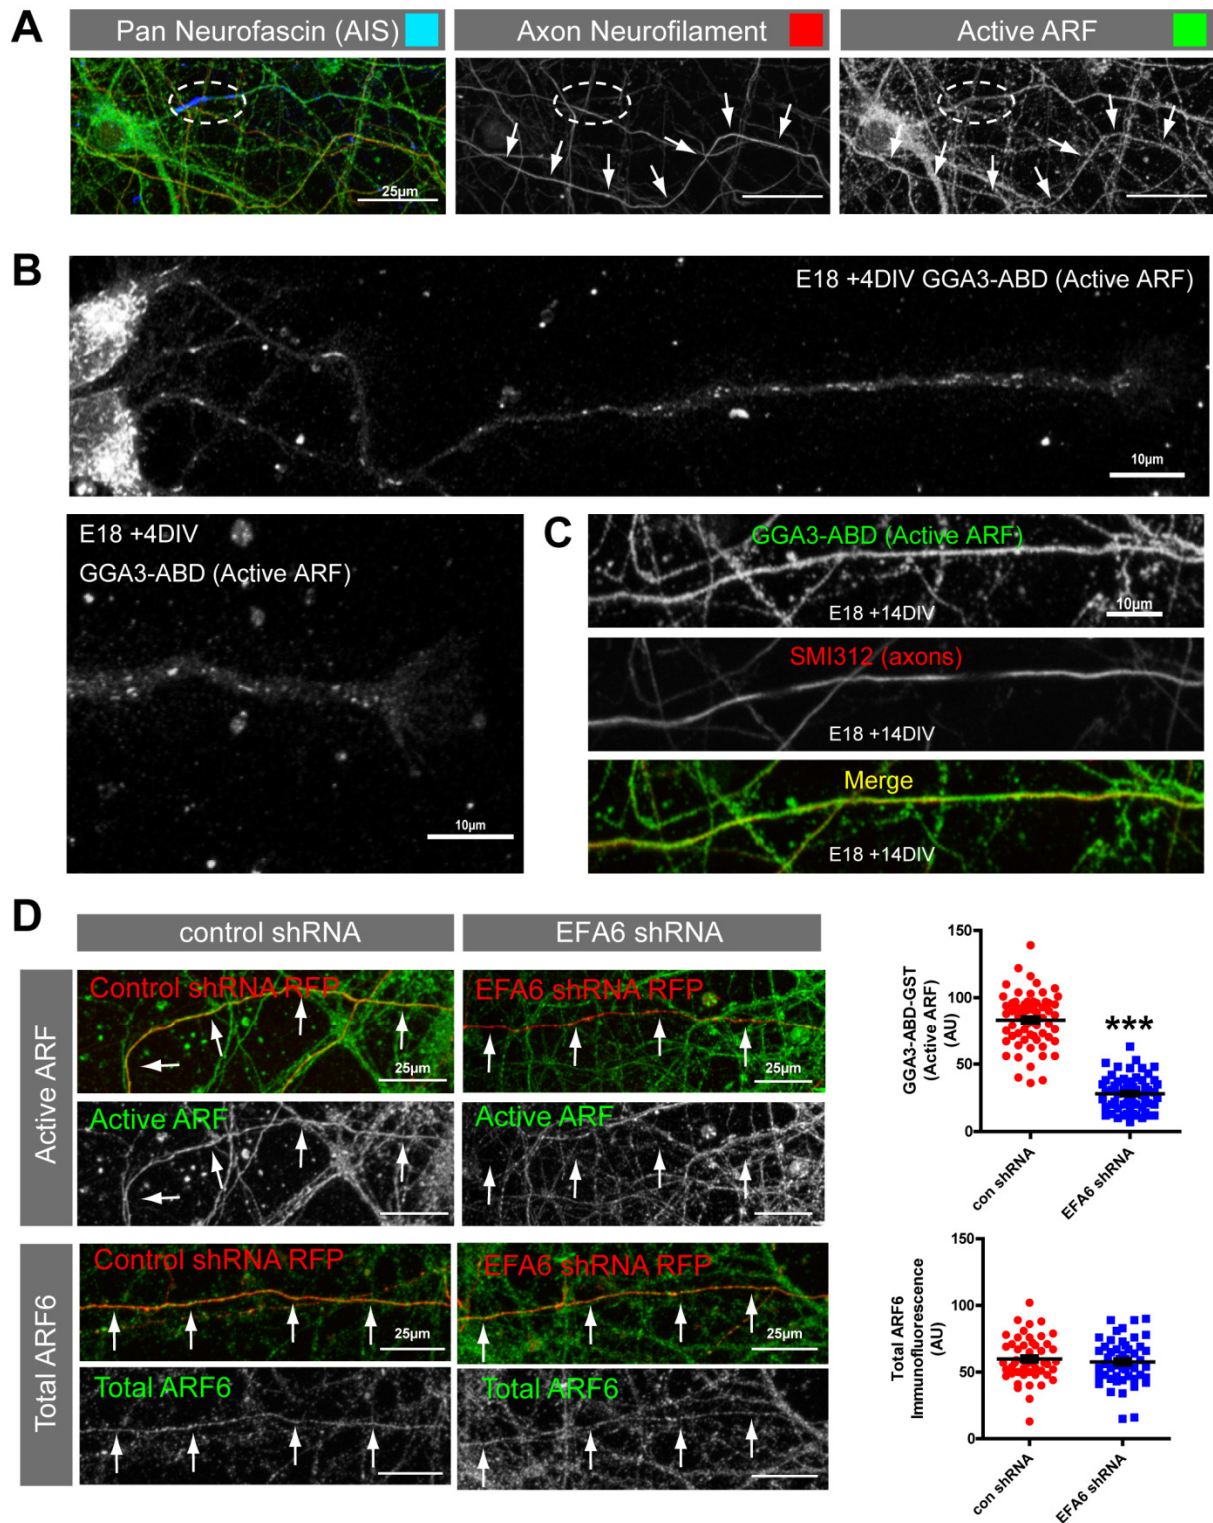 A
Pan Neurofascin (AIS)
Axon Neurofilament
Active ARF
25µm
B
E18 +4DIV GGA3-ABD (Active ARF)
10µm
E18 +4DIV
GGA3-ABD (Active ARF)
10µm
C
GGA3-ABD (Active ARF)
10µm
E18 +14DIV
SMI312 (axons)
E18 +14DIV
Merge
E18 +14DIV
D
control shRNA
EFA6 shRNA
Active ARF
Control shRNA RFP
25µm
EFA6 shRNA RFP
25µm
Active ARF
Active ARF
Total ARF6
Control shRNA RFP
25µm
EFA6 shRNA RFP
25µm
Total ARF6
Total ARF6
GGA3-ABD-GST
(Active ARF)
(AU)
150
100
50
0
***
con shRNA
EFA6 shRNA
Total ARF6
Immunofluorescence
(AU)
150
100
50
0
con shRNA
EFA6 shRNA